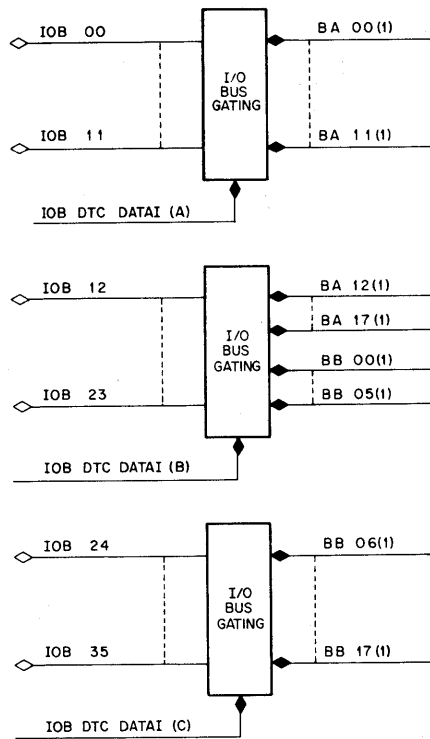 IOB 00
BA 00(1)
I/O
BUS
GATING
IOB 11
BA 11(1)
IOB DTC DATAI (A)
IOB 12
BA 12(1)
I/O
BUS
GATING
BA 17(1)
BB 00(1)
IOB 23
BB 05(1)
IOB DTC DATAI (B)
IOB 24
BB 06(1)
I/O
BUS
GATING
IOB 35
BB 17(1)
IOB DTC DATAI (C)